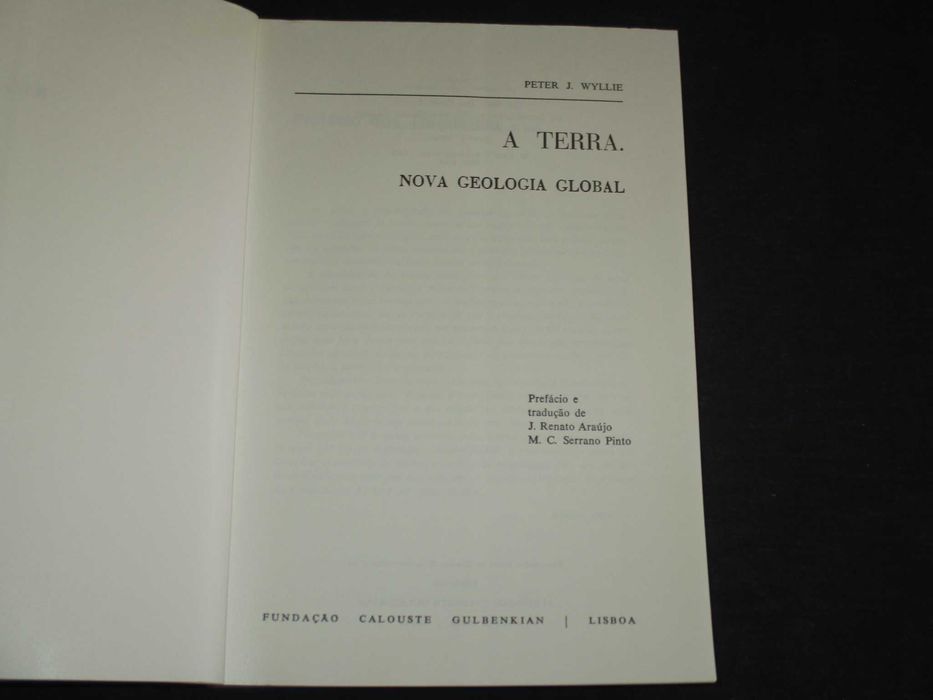 PETER J. WYLLIE
A TERRA.
NOVA GEOLOGIA GLOBAL
Prefácio e
tradução de
J. Renato Araújo
M. C. Serrano Pinto
FUNDAÇÃO CALOUSTE GULBENKIAN | LISBOA